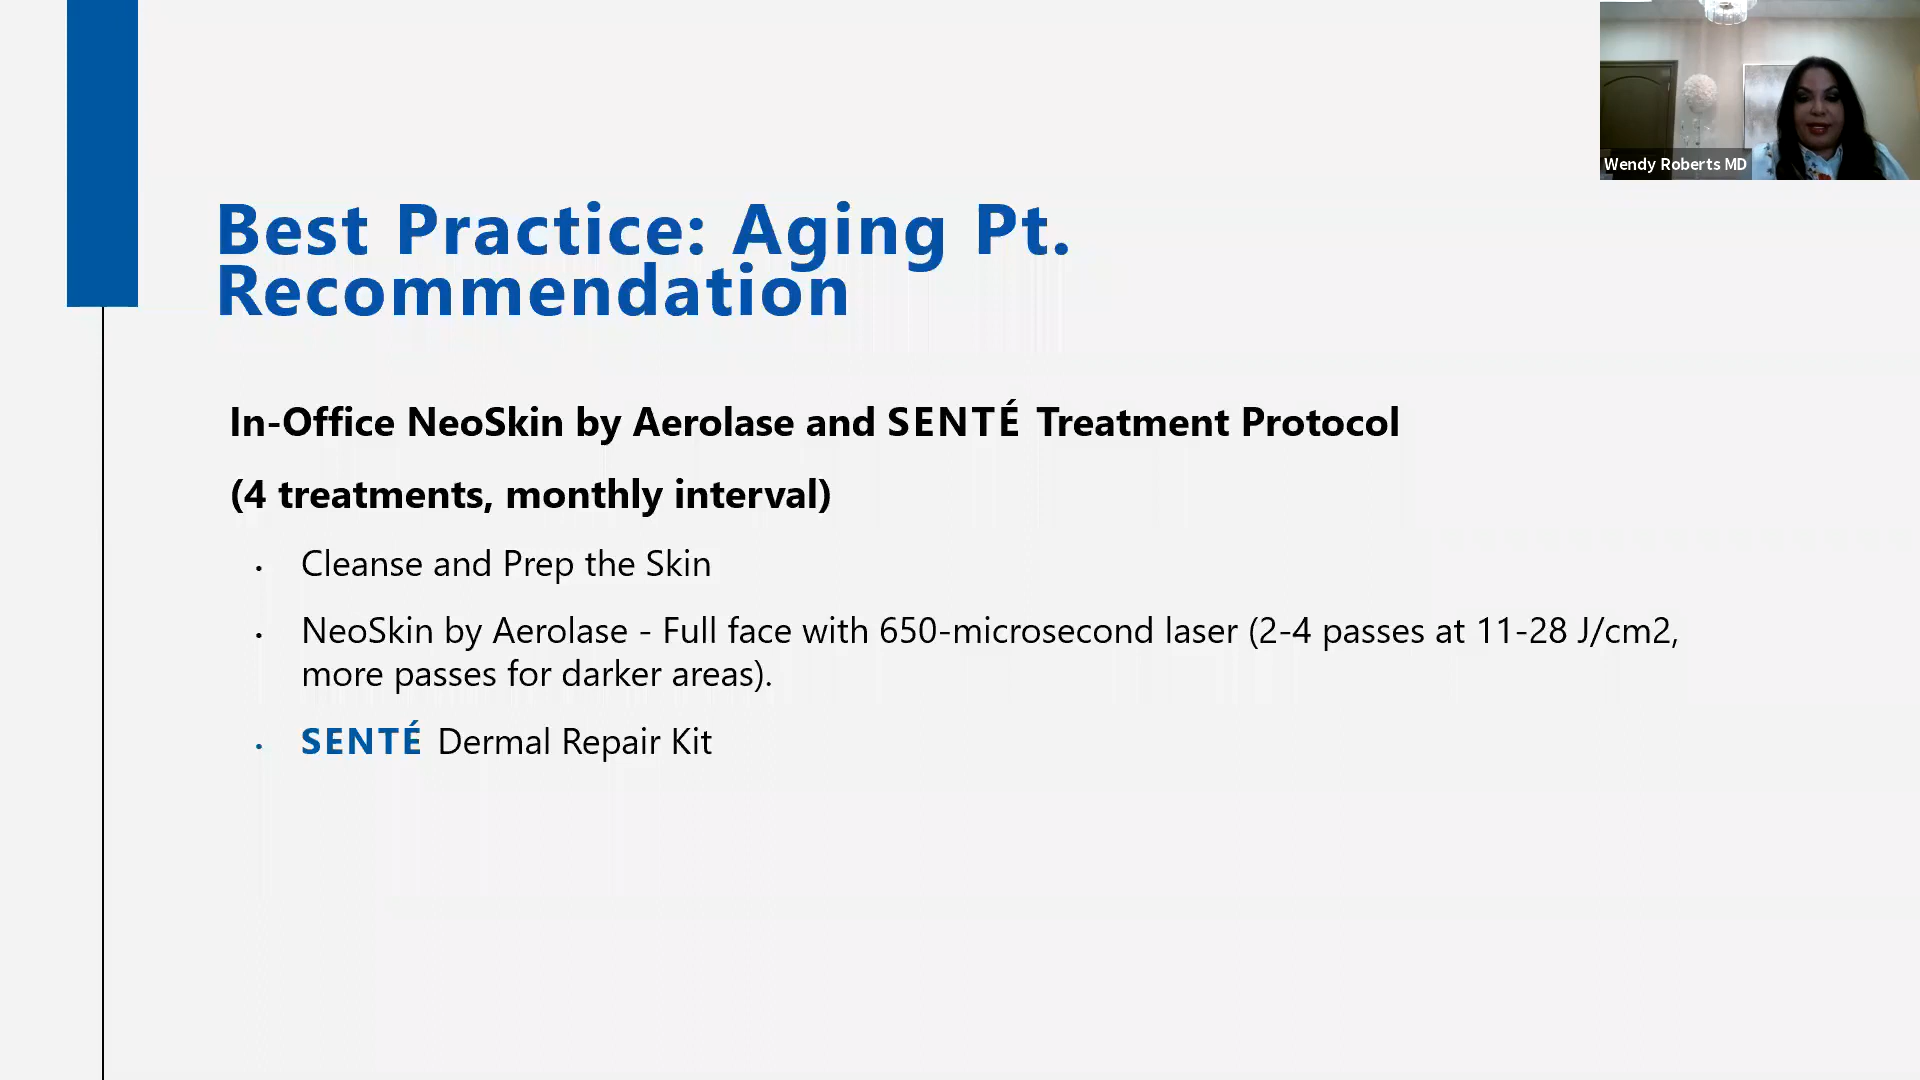 Wendy Roberts MD
Best Practice: Aging Pt.
Recommendation
In-Office NeoSkin by Aerolase and SENTÉ Treatment Protocol
(4 treatments, monthly interval)
• Cleanse and Prep the Skin
• NeoSkin by Aerolase - Full face with 650-microsecond laser (2-4 passes at 11-28 J/cm2,
more passes for darker areas).
• SENTÉ Dermal Repair Kit